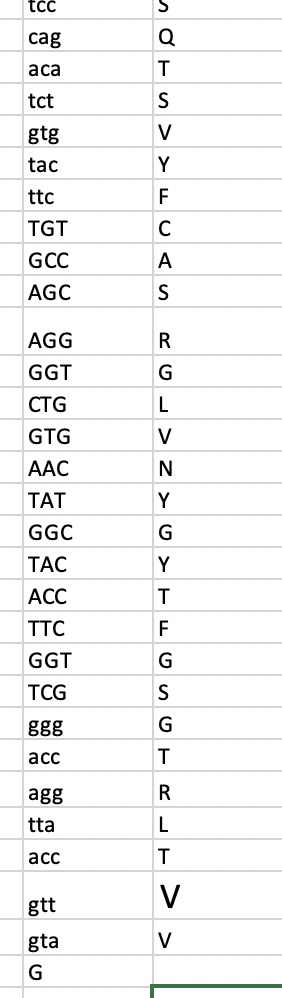 tcc S
cag Q
aca T
tct S
gtg V
tac Y
ttc F
TGT C
GCC A
AGC S
AGG R
GGT G
CTG L
GTG V
AAC N
TAT Y
GGC G
TAC Y
ACC T
TTC F
GGT G
TCG S
ggg G
acc T
agg R
tta L
acc T
gtt V
gta V
G